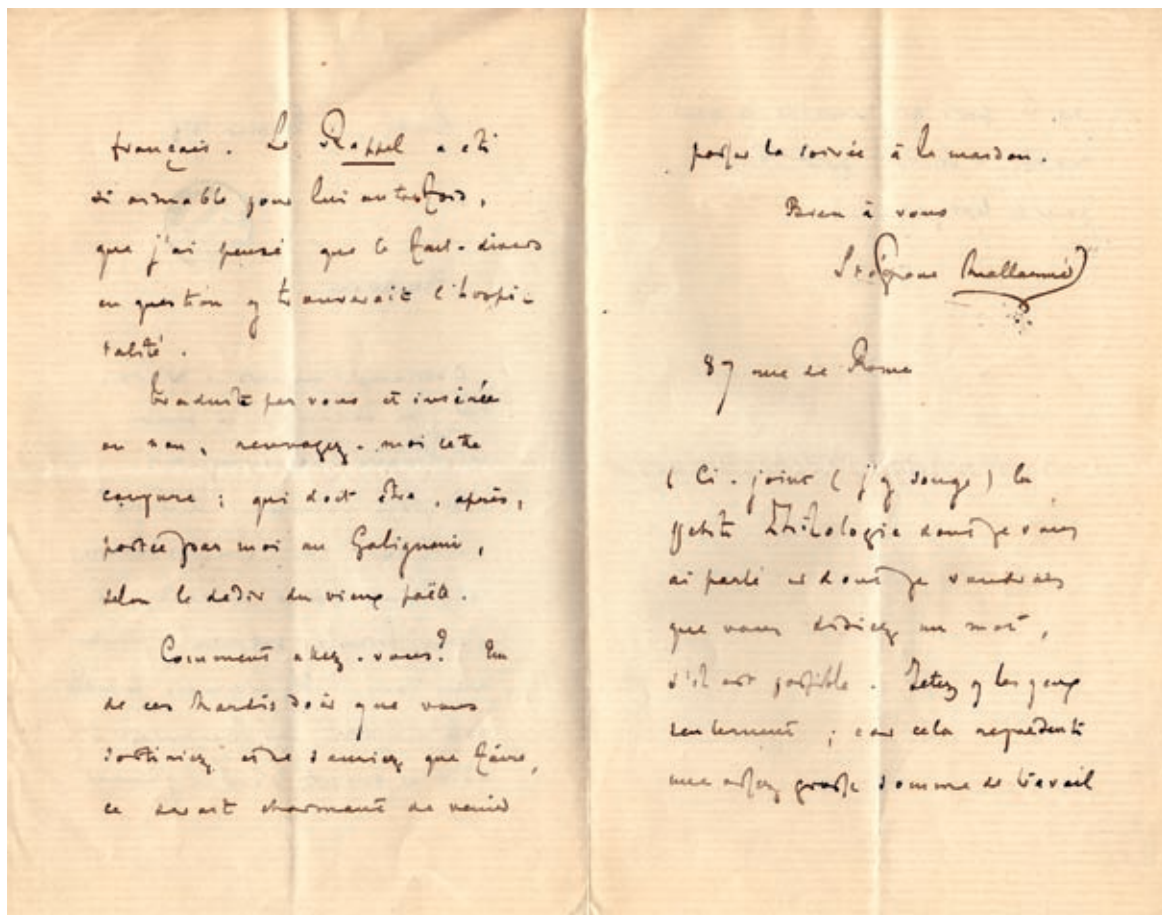 français. Le Rappel a été
si aimable pour lui autrefois,
que j'ai pensé que le fait-divers
en question y trouverait l'hospi-
talité.
Traduite par vous et insérée
ou non, renvoyez-moi cette
coupure ; qui doit être, après,
portée par moi au Galignani,
selon le désir du vieux poëte.
Comment allez-vous? Un
de ces mardis soir que vous
sortiriez et ne sauriez que faire,
ce serait charmant de venir
passer la soirée à la maison.
Bien à vous
Stéphane Mallarmé
87 rue de Rome
( Ci-joint ( j'y songe ) la
petite Philologie dont je vous
ai parlé et dont je voudrais
que vous disiez un mot,
s'il est possible. Jetez y les yeux
seulement ; car cela représente
une assez grosse somme de travail